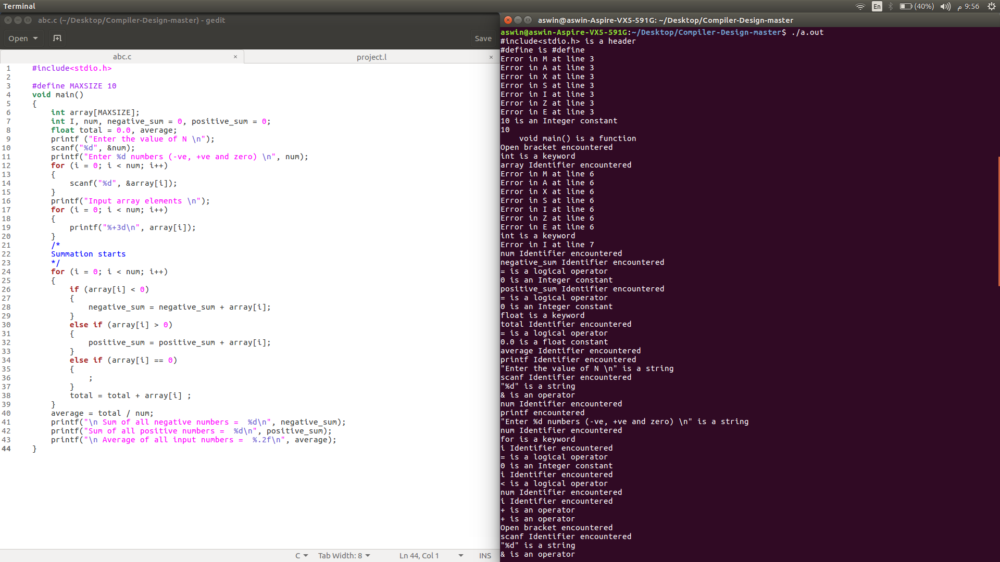 Terminal
En (40%) م 9:56
abc.c (~/Desktop/Compiler-Design-master) - gedit
Open Save
abc.c × project.l ×
1 #include<stdio.h>
2
3 #define MAXSIZE 10
4 void main()
5 {
6 int array[MAXSIZE];
7 int I, num, negative_sum = 0, positive_sum = 0;
8 float total = 0.0, average;
9 printf ("Enter the value of N \n");
10 scanf("%d", &num);
11 printf("Enter %d numbers (-ve, +ve and zero) \n", num);
12 for (i = 0; i < num; i++)
13 {
14 scanf("%d", &array[i]);
15 }
16 printf("Input array elements \n");
17 for (i = 0; i < num; i++)
18 {
19 printf("%+3d\n", array[i]);
20 }
21 /*
22 Summation starts
23 */
24 for (i = 0; i < num; i++)
25 {
26 if (array[i] < 0)
27 {
28 negative_sum = negative_sum + array[i];
29 }
30 else if (array[i] > 0)
31 {
32 positive_sum = positive_sum + array[i];
33 }
34 else if (array[i] == 0)
35 {
36 ;
37 }
38 total = total + array[i] ;
39 }
40 average = total / num;
41 printf("\n Sum of all negative numbers =  %d\n", negative_sum);
42 printf("Sum of all positive numbers =  %d\n", positive_sum);
43 printf("\n Average of all input numbers =  %.2f\n", average);
44 }
C Tab Width: 8 Ln 44, Col 1 INS
aswin@aswin-Aspire-VX5-591G: ~/Desktop/Compiler-Design-master
aswin@aswin-Aspire-VX5-591G:~/Desktop/Compiler-Design-master$ ./a.out
#include<stdio.h> is a header
#define is #define
Error in M at line 3
Error in A at line 3
Error in X at line 3
Error in S at line 3
Error in I at line 3
Error in Z at line 3
Error in E at line 3
10 is an Integer constant
10
void main() is a function
Open bracket encountered
int is a keyword
array Identifier encountered
Error in M at line 6
Error in A at line 6
Error in X at line 6
Error in S at line 6
Error in I at line 6
Error in Z at line 6
Error in E at line 6
int is a keyword
Error in I at line 7
num Identifier encountered
negative_sum Identifier encountered
= is a logical operator
0 is an Integer constant
positive_sum Identifier encountered
= is a logical operator
0 is an Integer constant
float is a keyword
total Identifier encountered
= is a logical operator
0.0 is a float constant
average Identifier encountered
printf Identifier encountered
"Enter the value of N \n" is a string
scanf Identifier encountered
"%d" is a string
& is an operator
num Identifier encountered
printf encountered
"Enter %d numbers (-ve, +ve and zero) \n" is a string
num Identifier encountered
for is a keyword
i Identifier encountered
= is a logical operator
0 is an Integer constant
i Identifier encountered
< is a logical operator
num Identifier encountered
i Identifier encountered
+ is an operator
+ is an operator
Open bracket encountered
scanf Identifier encountered
"%d" is a string
& is an operator